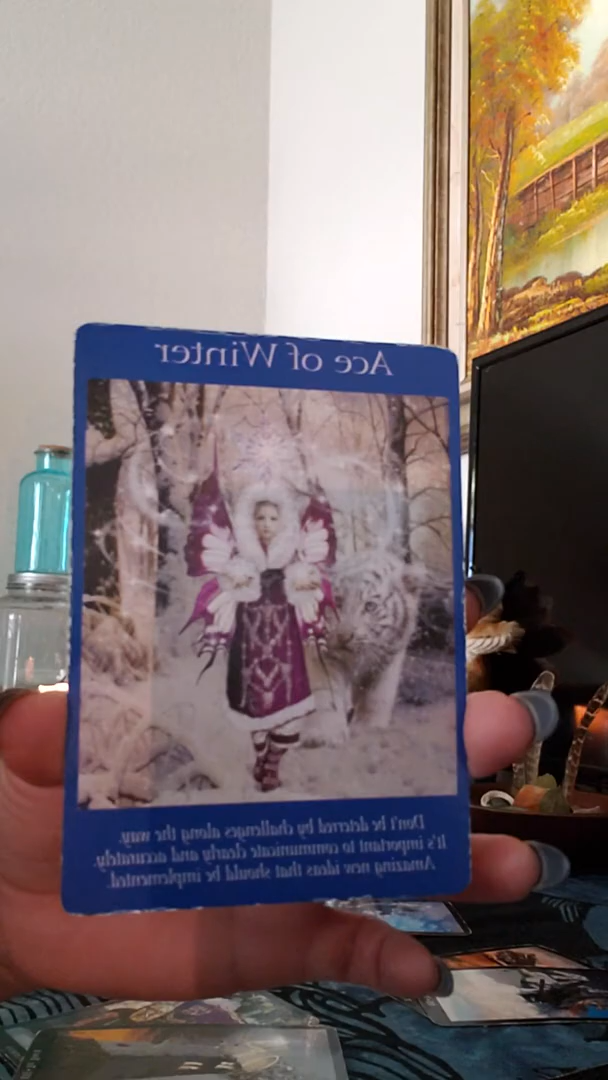 Ace of Winter
Don't be deterred by challenges along the way.
It's important to communicate clearly and accurately.
Amazing new ideas that should be implemented.